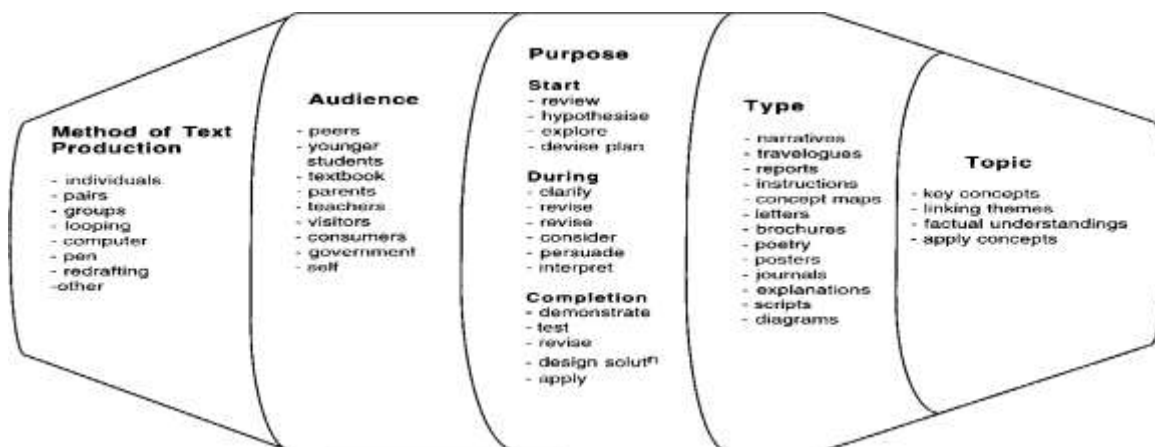 Method of Text
Production
- individuals
- pairs
- groups
- looping
- computer
- pen
- redrafting
-other
Audience
- peers
- younger
students
- textbook
- parents
- teachers
- visitors
- consumers
- government
- self
Purpose
Start
- review
- hypothesise
- explore
- devise plan
During
- clarify
- revise
- revise
- consider
- persuade
- interpret
Completion
- demonstrate
- test
- revise
- design solutⁿ
- apply
Type
- narratives
- travelogues
- reports
- instructions
- concept maps
- letters
- brochures
- poetry
- posters
- journals
- explanations
- scripts
- diagrams
Topic
- key concepts
- linking themes
- factual understandings
- apply concepts